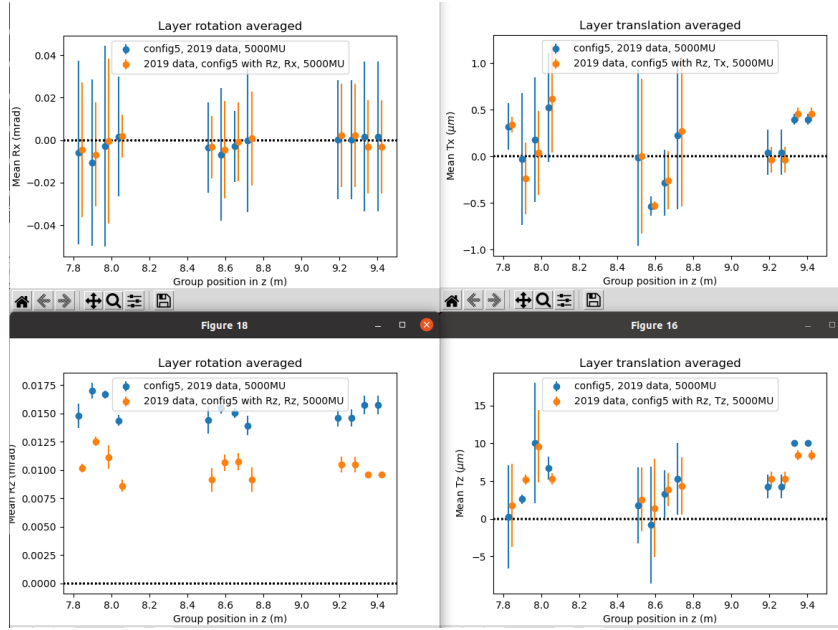 Layer rotation averaged
config5, 2019 data, 5000MU
2019 data, config5 with Rz, Rx, 5000MU
Mean Rx (mrad)
0.04
0.02
0.00
−0.02
−0.04
7.8 8.0 8.2 8.4 8.6 8.8 9.0 9.2 9.4
Group position in z (m)
Layer translation averaged
config5, 2019 data, 5000MU
2019 data, config5 with Rz, Tx, 5000MU
Mean Tx (μm)
1.0
0.5
0.0
−0.5
−1.0
7.8 8.0 8.2 8.4 8.6 8.8 9.0 9.2 9.4
Group position in z (m)
Figure 18
Layer rotation averaged
config5, 2019 data, 5000MU
2019 data, config5 with Rz, Rz, 5000MU
Mean Rz (mrad)
0.0175
0.0150
0.0125
0.0100
0.0075
0.0050
0.0025
0.0000
7.8 8.0 8.2 8.4 8.6 8.8 9.0 9.2 9.4
Group position in z (m)
Figure 16
Layer translation averaged
config5, 2019 data, 5000MU
2019 data, config5 with Rz, Tz, 5000MU
Mean Tz (μm)
15
10
5
0
−5
7.8 8.0 8.2 8.4 8.6 8.8 9.0 9.2 9.4
Group position in z (m)